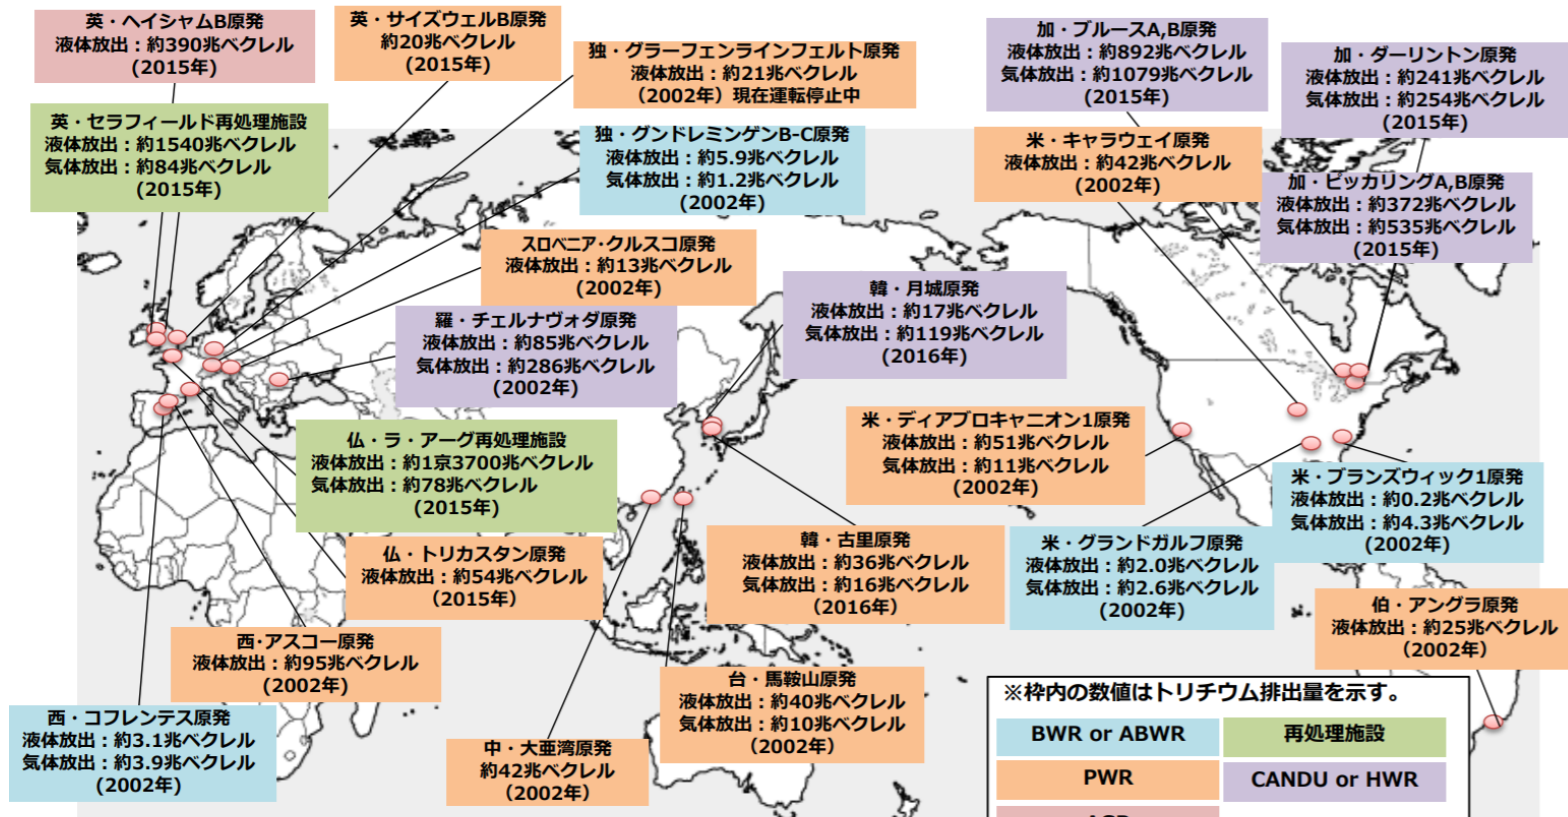 英・ヘイシャムB原発
液体放出：約390兆ベクレル
(2015年)
英・サイズウェルB原発
約20兆ベクレル
(2015年)
独・グラーフェンラインフェルト原発
液体放出：約21兆ベクレル
（2002年）現在運転停止中
加・ブルースA,B原発
液体放出：約892兆ベクレル
気体放出：約1079兆ベクレル
(2015年)
加・ダーリントン原発
液体放出：約241兆ベクレル
気体放出：約254兆ベクレル
(2015年)
英・セラフィールド再処理施設
液体放出：約1540兆ベクレル
気体放出：約84兆ベクレル
(2015年)
独・グンドレミンゲンB-C原発
液体放出：約5.9兆ベクレル
気体放出：約1.2兆ベクレル
(2002年)
米・キャラウェイ原発
液体放出：約42兆ベクレル
(2002年)
加・ピッカリングA,B原発
液体放出：約372兆ベクレル
気体放出：約535兆ベクレル
(2015年)
スロベニア・クルスコ原発
液体放出：約13兆ベクレル
(2002年)
韓・月城原発
液体放出：約17兆ベクレル
気体放出：約119兆ベクレル
(2016年)
羅・チェルナヴォダ原発
液体放出：約85兆ベクレル
気体放出：約286兆ベクレル
(2002年)
仏・ラ・アーグ再処理施設
液体放出：約1京3700兆ベクレル
気体放出：約78兆ベクレル
(2015年)
米・ディアブロキャニオン1原発
液体放出：約51兆ベクレル
気体放出：約11兆ベクレル
(2002年)
米・ブランズウィック1原発
液体放出：約0.2兆ベクレル
気体放出：約4.3兆ベクレル
(2002年)
仏・トリカスタン原発
液体放出：約54兆ベクレル
（2015年）
韓・古里原発
液体放出：約36兆ベクレル
気体放出：約16兆ベクレル
(2016年)
米・グランドガルフ原発
液体放出：約2.0兆ベクレル
気体放出：約2.6兆ベクレル
(2002年)
伯・アングラ原発
液体放出：約25兆ベクレル
（2002年）
西・アスコー原発
液体放出：約95兆ベクレル
(2002年)
西・コフレンテス原発
液体放出：約3.1兆ベクレル
気体放出：約3.9兆ベクレル
(2002年)
中・大亜湾原発
約42兆ベクレル
（2002年）
台・馬鞍山原発
液体放出：約40兆ベクレル
気体放出：約10兆ベクレル
（2002年）
※枠内の数値はトリチウム排出量を示す。
BWR or ABWR
再処理施設
PWR
CANDU or HWR